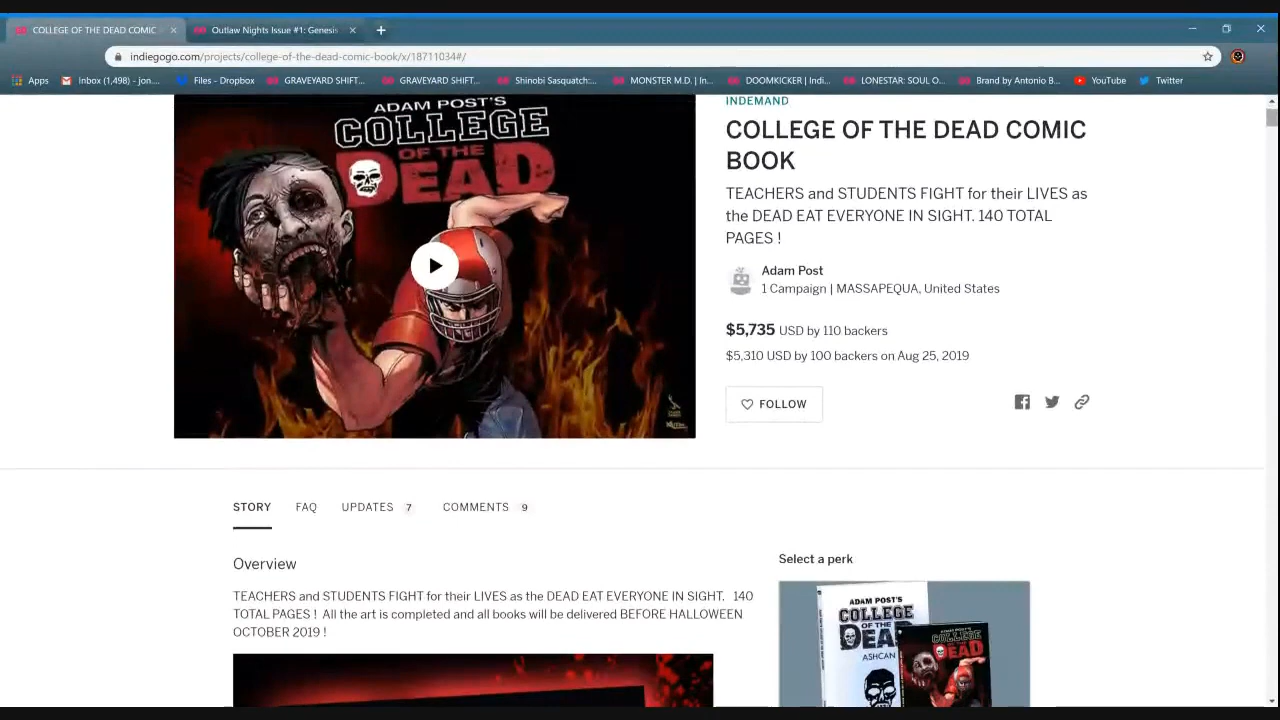 COLLEGE OF THE DEAD COMIC
Outlaw Nights Issue #1: Genesis
indiegogo.com/projects/college-of-the-dead-comic-book/x/18711034#/
Apps
Inbox (1,498) - jon....
Files - Dropbox
GRAVEYARD SHIFT...
GRAVEYARD SHIFT...
Shinobi Sasquatch:...
MONSTER M.D. | In...
DOOMKICKER | Indi...
LONESTAR: SOUL O...
Brand by Antonio B...
YouTube
Twitter
ADAM POST'S
COLLEGE
OF THE
DEAD
INDEMAND
COLLEGE OF THE DEAD COMIC
BOOK
TEACHERS and STUDENTS FIGHT for their LIVES as
the DEAD EAT EVERYONE IN SIGHT. 140 TOTAL
PAGES !
Adam Post
1 Campaign | MASSAPEQUA, United States
$5,735 USD by 110 backers
$5,310 USD by 100 backers on Aug 25, 2019
FOLLOW
STORY
FAQ
UPDATES 7
COMMENTS 9
Overview
TEACHERS and STUDENTS FIGHT for their LIVES as the DEAD EAT EVERYONE IN SIGHT. 140
TOTAL PAGES ! All the art is completed and all books will be delivered BEFORE HALLOWEEN
OCTOBER 2019 !
Select a perk
ADAM POST'S
COLLEGE
OF THE
DEA
ASHCAN
ADAM POST'S
COLLEGE
OF THE
DEAD